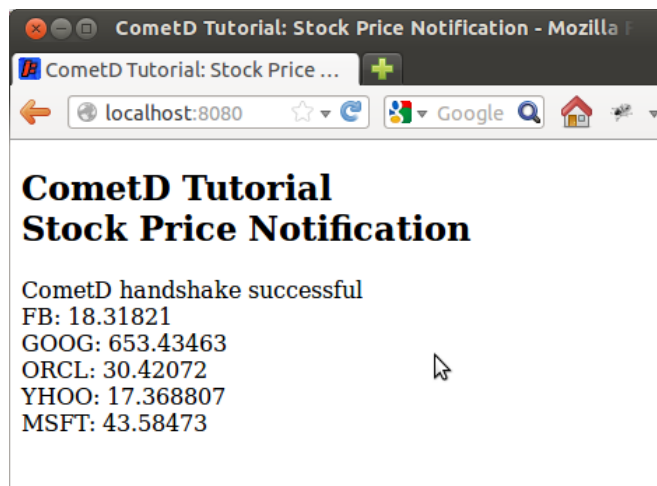 CometD Tutorial: Stock Price Notification - Mozilla
CometD Tutorial: Stock Price ...
localhost:8080
Google
CometD Tutorial
Stock Price Notification
CometD handshake successful
FB: 18.31821
GOOG: 653.43463
ORCL: 30.42072
YHOO: 17.368807
MSFT: 43.58473